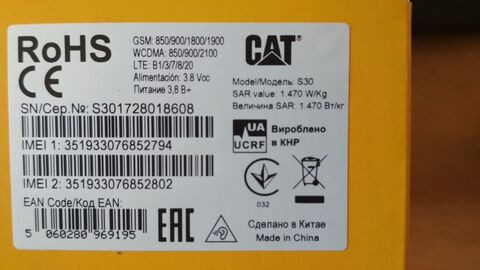 RoHS
CE
GSM: 850/900/1800/1900
WCDMA: 850/900/2100
LTE: B1/3/7/8/20
Alimentación: 3.8 Vcc
Питание 3,8 В+
SN/Сер.№: S301728018608
IMEI 1: 351933076852794
IMEI 2: 351933076852802
EAN Code/Код EAN:
5 060280 969195
EAC
CAT
Model/Модель: S30
SAR value: 1.470 W/Kg
Величина SAR: 1.470 Вт/кг
UA
UCRF
Вироблено
в КНР
032
Сделано в Китае
Made in China